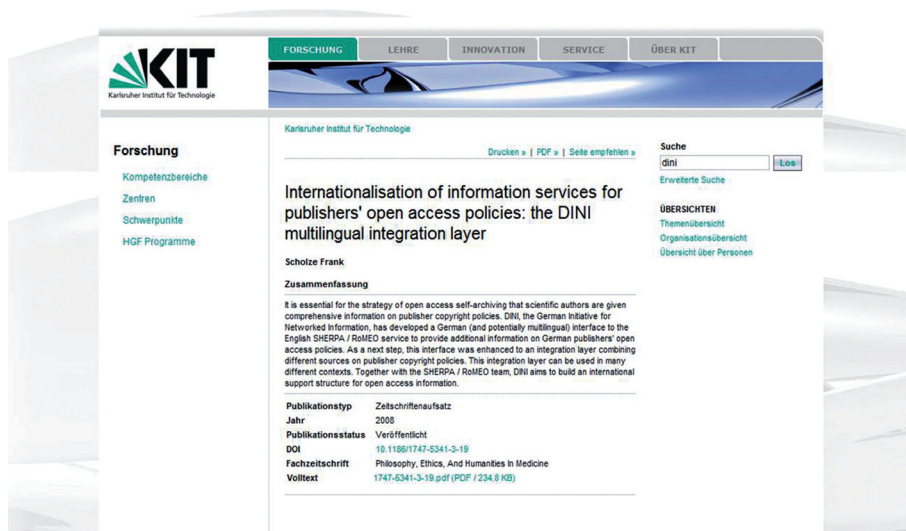 FORSCHUNG LEHRE INNOVATION SERVICE ÜBER KIT
KIT
Karlsruher Institut für Technologie
Forschung
Kompetenzbereiche
Zentren
Schwerpunkte
HGF Programme
Karlsruher Institut für Technologie
Drucken » | PDF » | Seite empfehlen »
Internationalisation of information services for
publishers' open access policies: the DINI
multilingual integration layer
Scholze Frank
Zusammenfassung
It is essential for the strategy of open access self-archiving that scientific authors are given
comprehensive information on publisher copyright policies. DINI, the German Initiative for
Networked Information, has developed a German (and potentially multilingual) interface to the
English SHERPA / RoMEO service to provide additional information on German publishers' open
access policies. As a next step, this interface was enhanced to an integration layer combining
different sources on publisher copyright policies. This integration layer can be used in many
different contexts. Together with the SHERPA / RoMEO team, DINI aims to build an international
support structure for open access information.
Publikationstyp Zeitschriftenaufsatz
Jahr 2008
Publikationsstatus Veröffentlicht
DOI 10.1186/1747-5341-3-19
Fachzeitschrift Philosophy, Ethics, And Humanities In Medicine
Volltext 1747-5341-3-19.pdf (PDF / 234.8 KB)
Suche
dini Los
Erweiterte Suche
ÜBERSICHTEN
Themenübersicht
Organisationsübersicht
Übersicht über Personen